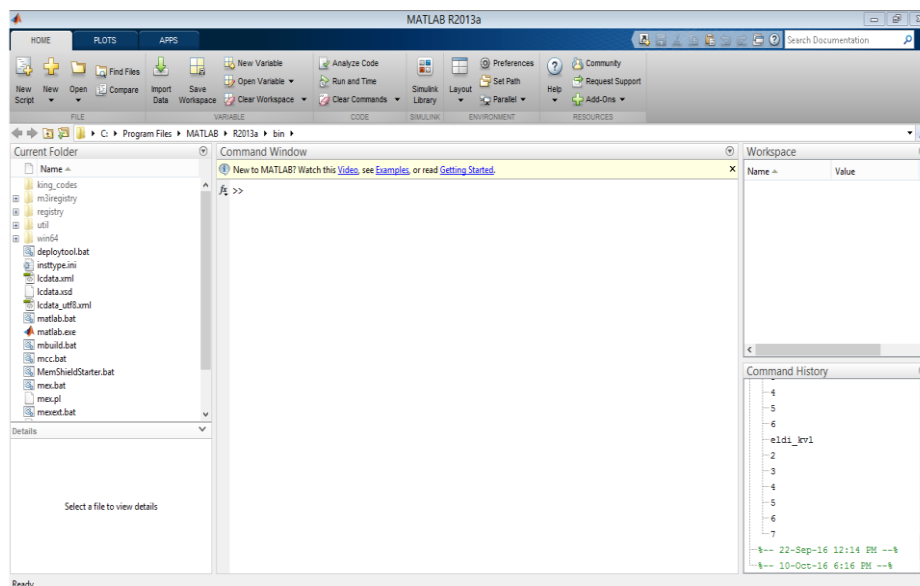 MATLAB R2013a
HOME PLOTS APPS
Search Documentation
New Script
New
Open
Find Files
Compare
Import Data
Save Workspace
New Variable
Open Variable
Clear Workspace
Analyze Code
Run and Time
Clear Commands
Simulink Library
Layout
Preferences
Set Path
Parallel
Help
Community
Request Support
Add-Ons
FILE VARIABLE CODE SIMULINK ENVIRONMENT RESOURCES
C: Program Files MATLAB R2013a bin
Current Folder
Name
king_codes
m3iregistry
registry
util
win64
deploytool.bat
insttype.ini
lcdata.xml
lcdata.xsd
lcdata_utf8.xml
matlab.bat
matlab.exe
mbuild.bat
mcc.bat
MemShieldStarter.bat
mex.bat
mex.pl
mexext.bat
Details
Select a file to view details
Command Window
New to MATLAB? Watch this Video, see Examples, or read Getting Started.
fx >>
Workspace
Name Value
Command History
4
5
6
eldi_kvl
2
3
4
5
6
7
%-- 22-Sep-16 12:14 PM --%
%-- 10-Oct-16 6:16 PM --%
Ready